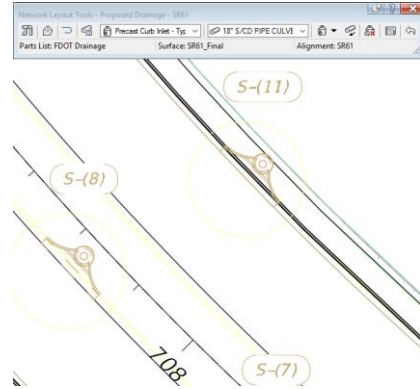 Network Layout Tools - Proposed Drainage - SR61
Precast Curb Inlet - Typ
18" S/CD PIPE CULVE
Parts List: FDOT Drainage Surface: SR61_Final Alignment: SR61
S-(11)
S-(8)
708
S-(7)